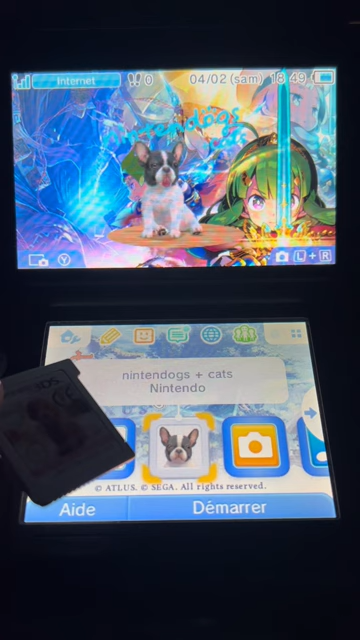 Internet
0
04/02 (sam) 18:49
nintendogs
+ cats
Y
L + R
nintendogs + cats
Nintendo
© ATLUS. © SEGA. All rights reserved.
Aide
Démarrer